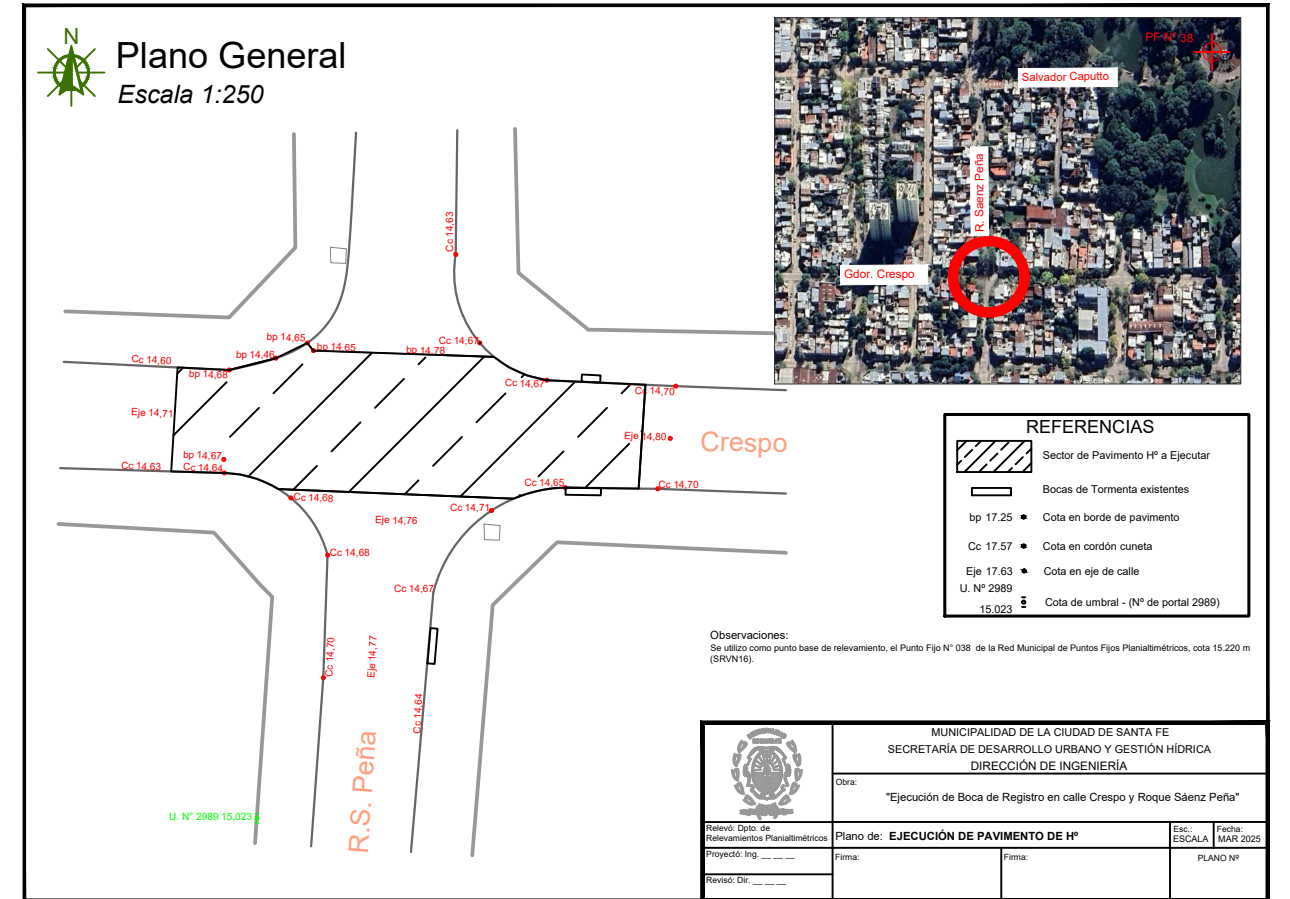 N
Plano General
Escala 1:250
PF N° 38
Salvador Caputto
R. Saenz Peña
Gdor. Crespo
Cc 14,63
bp 14,65
bp 14,65
Cc 14,67
bp 14,78
bp 14,46
Cc 14,60
bp 14,68
Cc 14,67
Cc 14,70
Eje 14,71
Eje 14,80
Crespo
bp 14,67
Cc 14,63
Cc 14,64
Cc 14,65
Cc 14,70
Cc 14,68
Cc 14,71
Eje 14,76
Cc 14,68
Cc 14,67
Cc 14,70
Eje 14,77
Cc 14,64
R.S. Peña
U. N° 2989 15,023
REFERENCIAS
Sector de Pavimento Hº a Ejecutar
Bocas de Tormenta existentes
bp 17.25 Cota en borde de pavimento
Cc 17.57 Cota en cordón cuneta
Eje 17.63 Cota en eje de calle
U. Nº 2989
15.023 Cota de umbral - (Nº de portal 2989)
Observaciones:
Se utilizo como punto base de relevamiento, el Punto Fijo N° 038 de la Red Municipal de Puntos Fijos Planialtimétricos, cota 15.220 m
(SRVN16).
MUNICIPALIDAD DE LA CIUDAD DE SANTA FE
SECRETARÍA DE DESARROLLO URBANO Y GESTIÓN HÍDRICA
DIRECCIÓN DE INGENIERÍA
Obra:
"Ejecución de Boca de Registro en calle Crespo y Roque Sáenz Peña"
Relevó: Dpto. de
Relevamientos Planialtimétricos
Plano de: EJECUCIÓN DE PAVIMENTO DE Hº
Esc.:
ESCALA
Fecha:
MAR 2025
Proyectó: Ing. __ __ __
Firma:
Firma:
PLANO Nº
Revisó: Dir. __ __ __